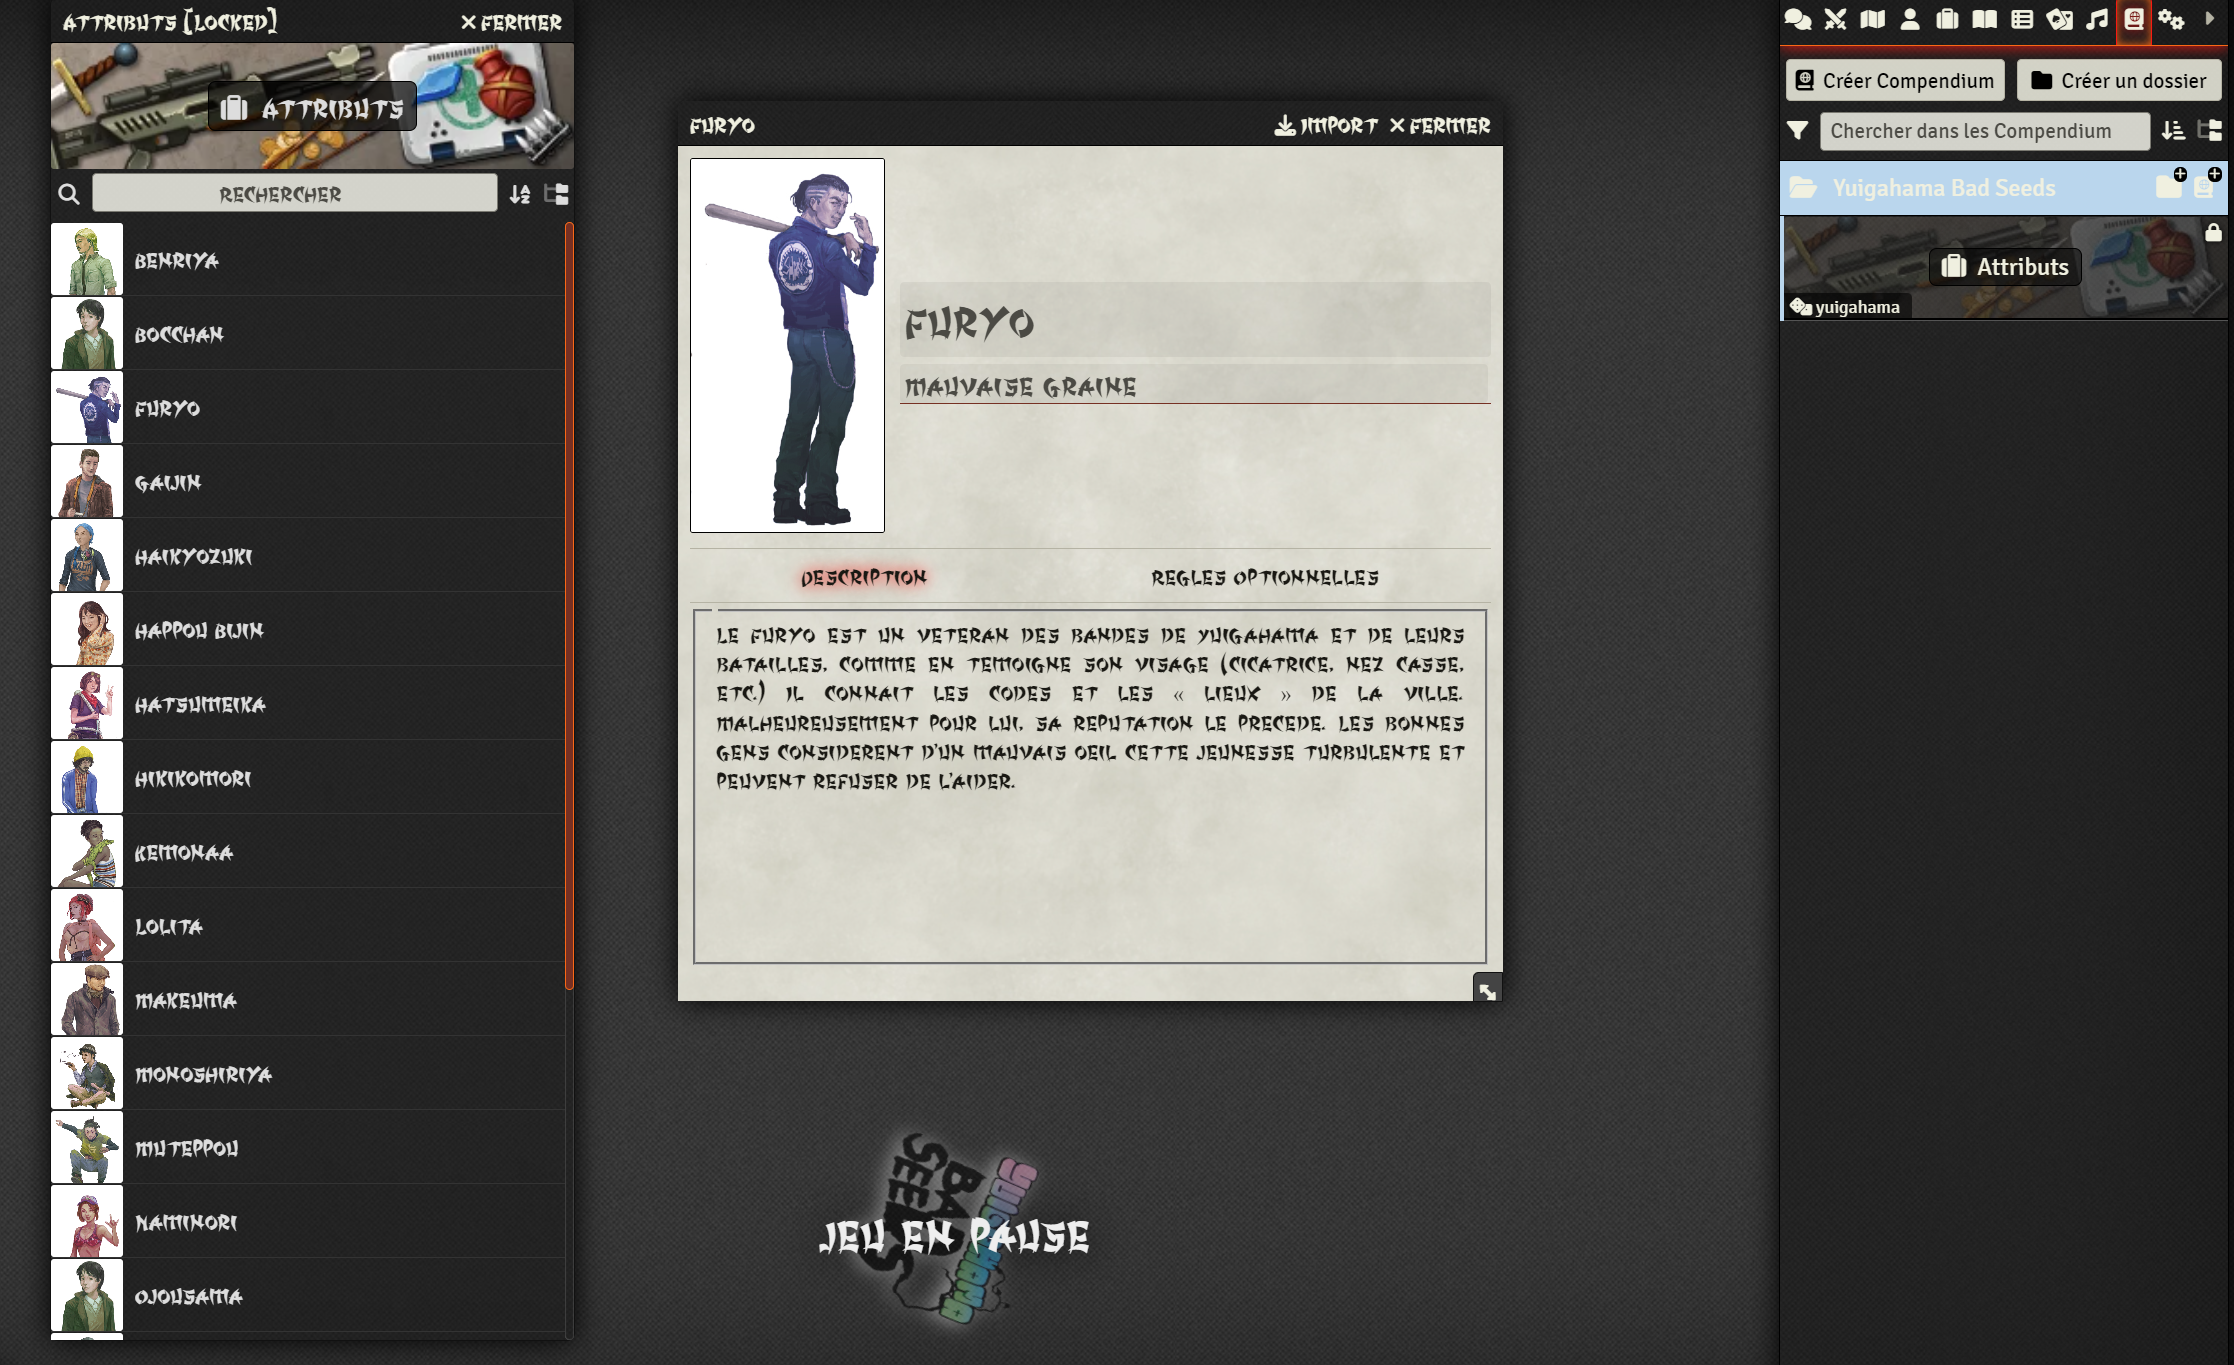 ATTRIBUTS [LOCKED]
FERMER
ATTRIBUTS
RECHERCHER
BENRIYA
BOCCHAN
FURYO
GAIJIN
HAIKYOZUKI
HAPPOU BIJIN
HATSUMEIKA
HIKIKOMORI
KEMONAA
LOLITA
MAKEUMA
MONOSHIRIYA
MUTEPPOU
NAMINORI
OJOUSAMA
FURYO
IMPORT
FERMER
FURYO
MAUVAISE GRAINE
DESCRIPTION
REGLES OPTIONNELLES
LE FURYO EST UN VETERAN DES BANDES DE YUIGAHAMA ET DE LEURS
BATAILLES, COMME EN TEMOIGNE SON VISAGE (CICATRICE, NEZ CASSE,
ETC.) IL CONNAIT LES CODES ET LES « LIEUX » DE LA VILLE.
MALHEUREUSEMENT POUR LUI, SA REPUTATION LE PRECEDE. LES BONNES
GENS CONSIDERENT D'UN MAUVAIS OEIL CETTE JEUNESSE TURBULENTE ET
PEUVENT REFUSER DE L'AIDER.
BAD
SEEDS
JEU EN PAUSE
Créer Compendium
Créer un dossier
Chercher dans les Compendium
Yuigahama Bad Seeds
Attributs
yuigahama